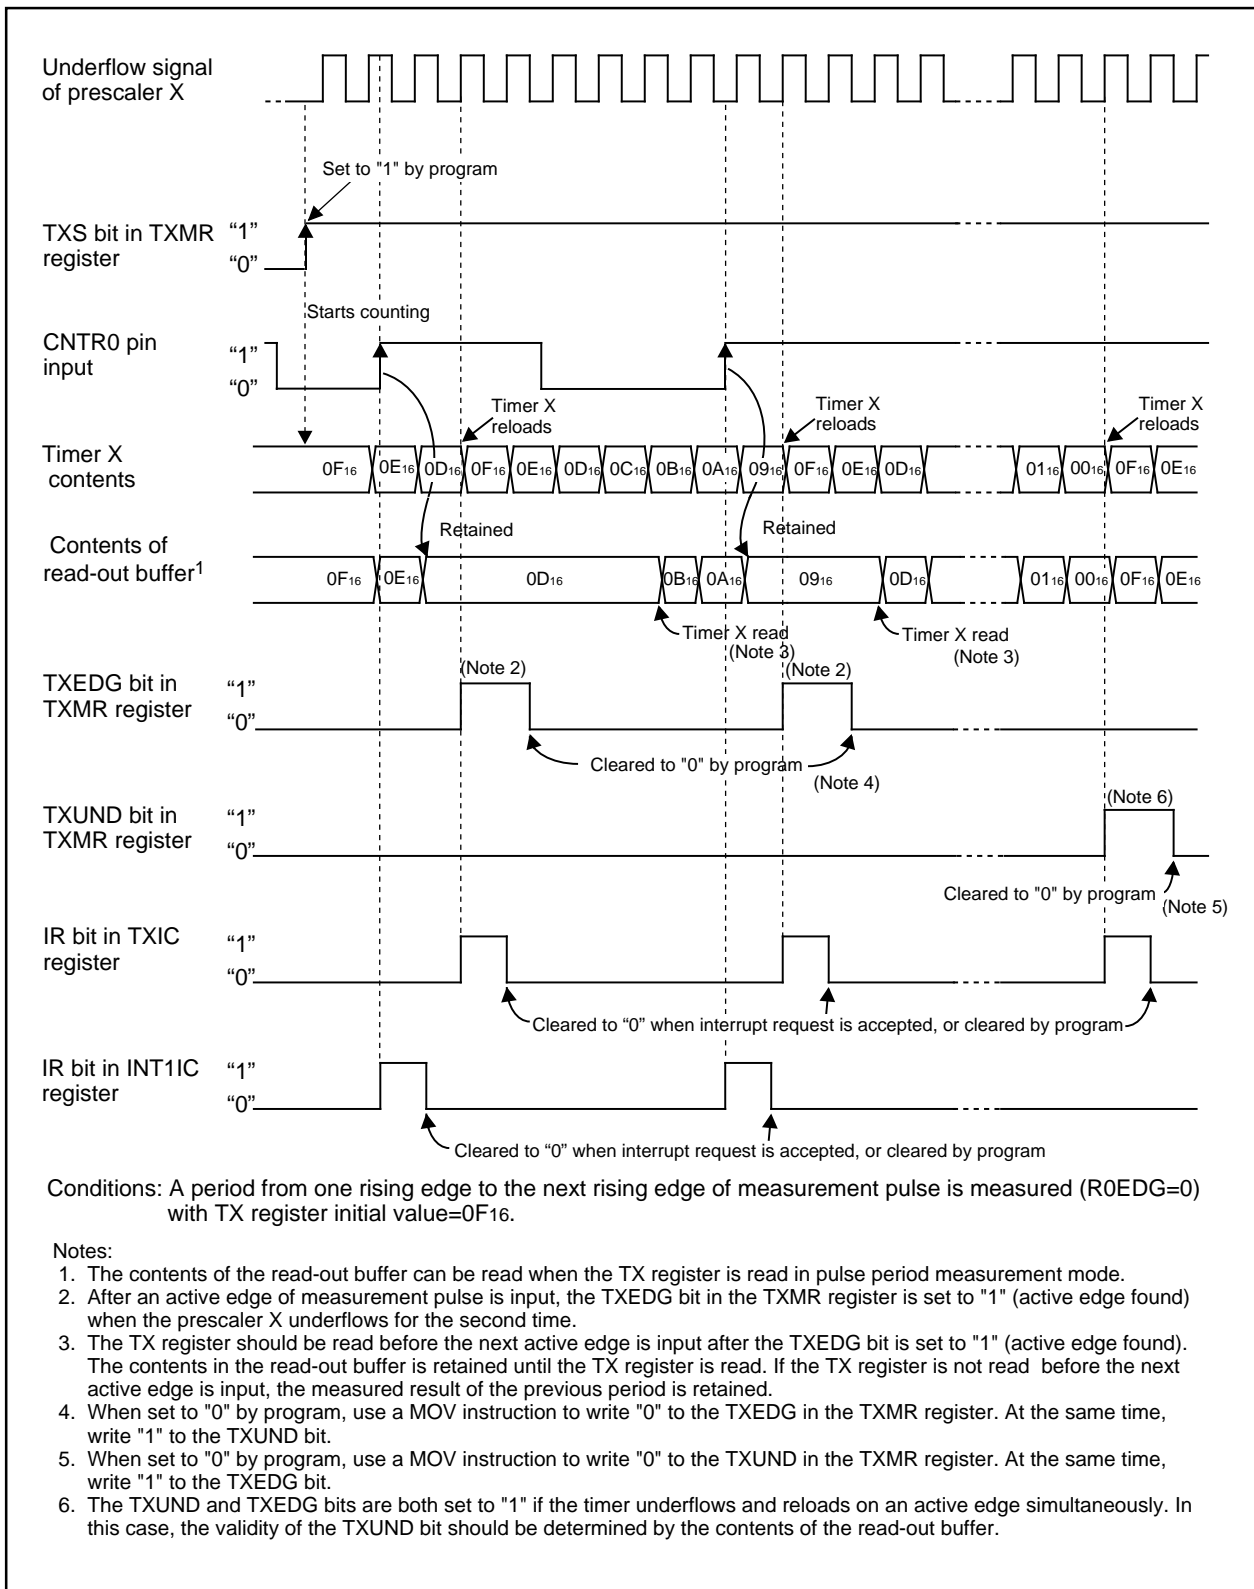 Underflow signal
of prescaler X
Set to "1" by program
TXS bit in TXMR
register
“1”
“0”
Starts counting
CNTR0 pin
input
“1”
“0”
Timer X
reloads
Timer X
reloads
Timer X
reloads
Timer X
contents
0F16 0E16 0D16 0F16 0E16 0D16 0C16 0B16 0A16 0916 0F16 0E16 0D16 0116 0016 0F16 0E16
Retained
Retained
Contents of
read-out buffer1
0F16 0E16 0D16 0B16 0A16 0916 0D16 0116 0016 0F16 0E16
Timer X read
(Note 3)
Timer X read
(Note 3)
TXEDG bit in
TXMR register
“1”
“0”
(Note 2)
(Note 2)
Cleared to "0" by program
(Note 4)
TXUND bit in
TXMR register
“1”
“0”
(Note 6)
Cleared to "0" by program
(Note 5)
IR bit in TXIC
register
“1”
“0”
Cleared to “0” when interrupt request is accepted, or cleared by program
IR bit in INT1IC
register
“1”
“0”
Cleared to “0” when interrupt request is accepted, or cleared by program
Conditions: A period from one rising edge to the next rising edge of measurement pulse is measured (R0EDG=0)
with TX register initial value=0F16.
Notes:
1. The contents of the read-out buffer can be read when the TX register is read in pulse period measurement mode.
2. After an active edge of measurement pulse is input, the TXEDG bit in the TXMR register is set to "1" (active edge found)
when the prescaler X underflows for the second time.
3. The TX register should be read before the next active edge is input after the TXEDG bit is set to "1" (active edge found).
The contents in the read-out buffer is retained until the TX register is read. If the TX register is not read before the next
active edge is input, the measured result of the previous period is retained.
4. When set to "0" by program, use a MOV instruction to write "0" to the TXEDG in the TXMR register. At the same time,
write "1" to the TXUND bit.
5. When set to "0" by program, use a MOV instruction to write "0" to the TXUND in the TXMR register. At the same time,
write "1" to the TXEDG bit.
6. The TXUND and TXEDG bits are both set to "1" if the timer underflows and reloads on an active edge simultaneously. In
this case, the validity of the TXUND bit should be determined by the contents of the read-out buffer.